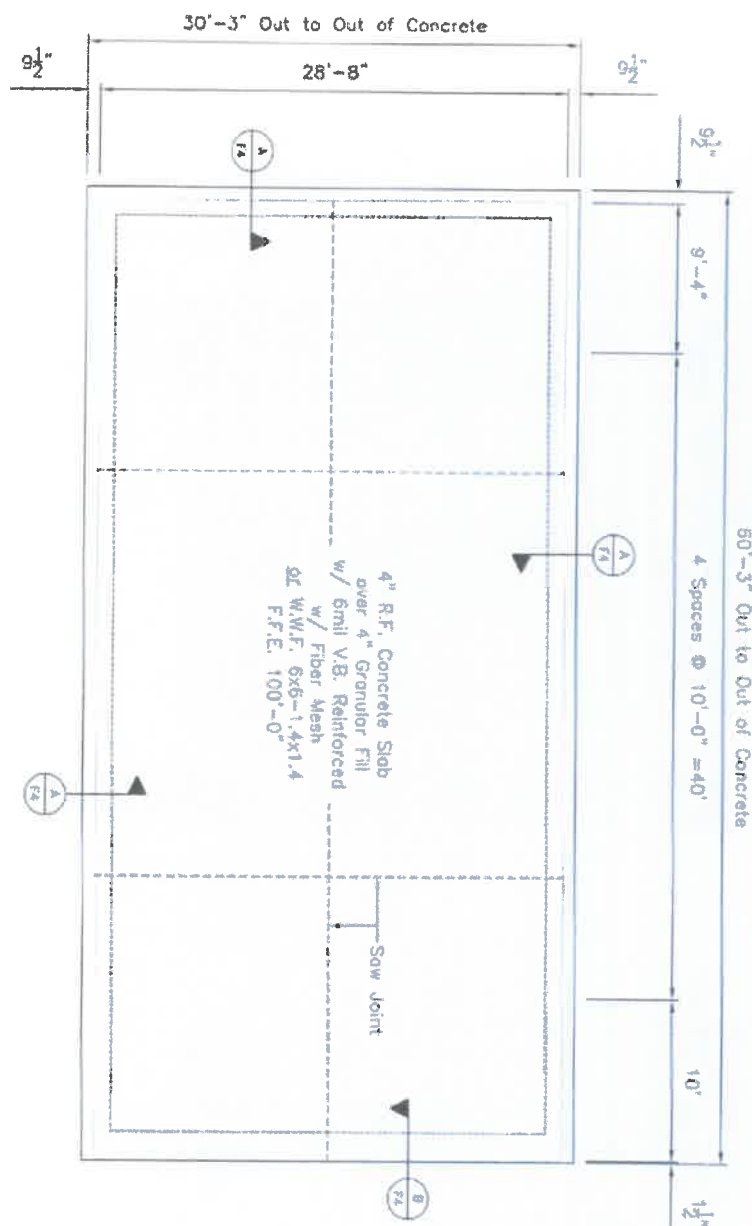 30'-3" Out to Out of Concrete
9½"
28'-8"
9½"
9½"
9'-4"
60'-3" Out to Out of Concrete
4 Spaces @ 10'-0" =40'
10'
1½"
A
F4
A
F4
4" R.F. Concrete Slab
over 4" Granular Fill
w/ 6mil V.B. Reinforced
w/ Fiber Mesh
or W.W.F. 6x6-1.4x1.4
F.F.E. 100'-0"
A
F4
Saw Joint
B
F4